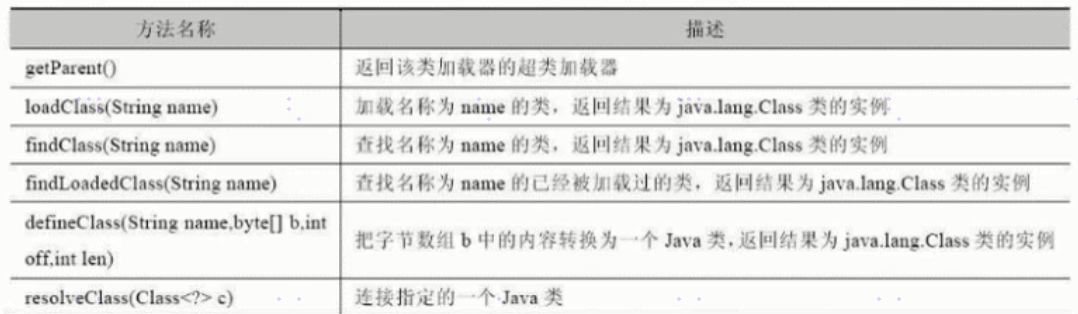 方法名称 描述
getParent() 返回该类加载器的超类加载器
loadClass(String name) 加载名称为 name 的类，返回结果为 java.lang.Class 类的实例
findClass(String name) 查找名称为 name 的类，返回结果为 java.lang.Class 类的实例
findLoadedClass(String name) 查找名称为 name 的已经被加载过的类，返回结果为 java.lang.Class 类的实例
defineClass(String name,byte[] b,int
off,int len)
把字节数组 b 中的内容转换为一个 Java 类，返回结果为 java.lang.Class 类的实例
resolveClass(Class<?> c) 连接指定的一个 Java 类